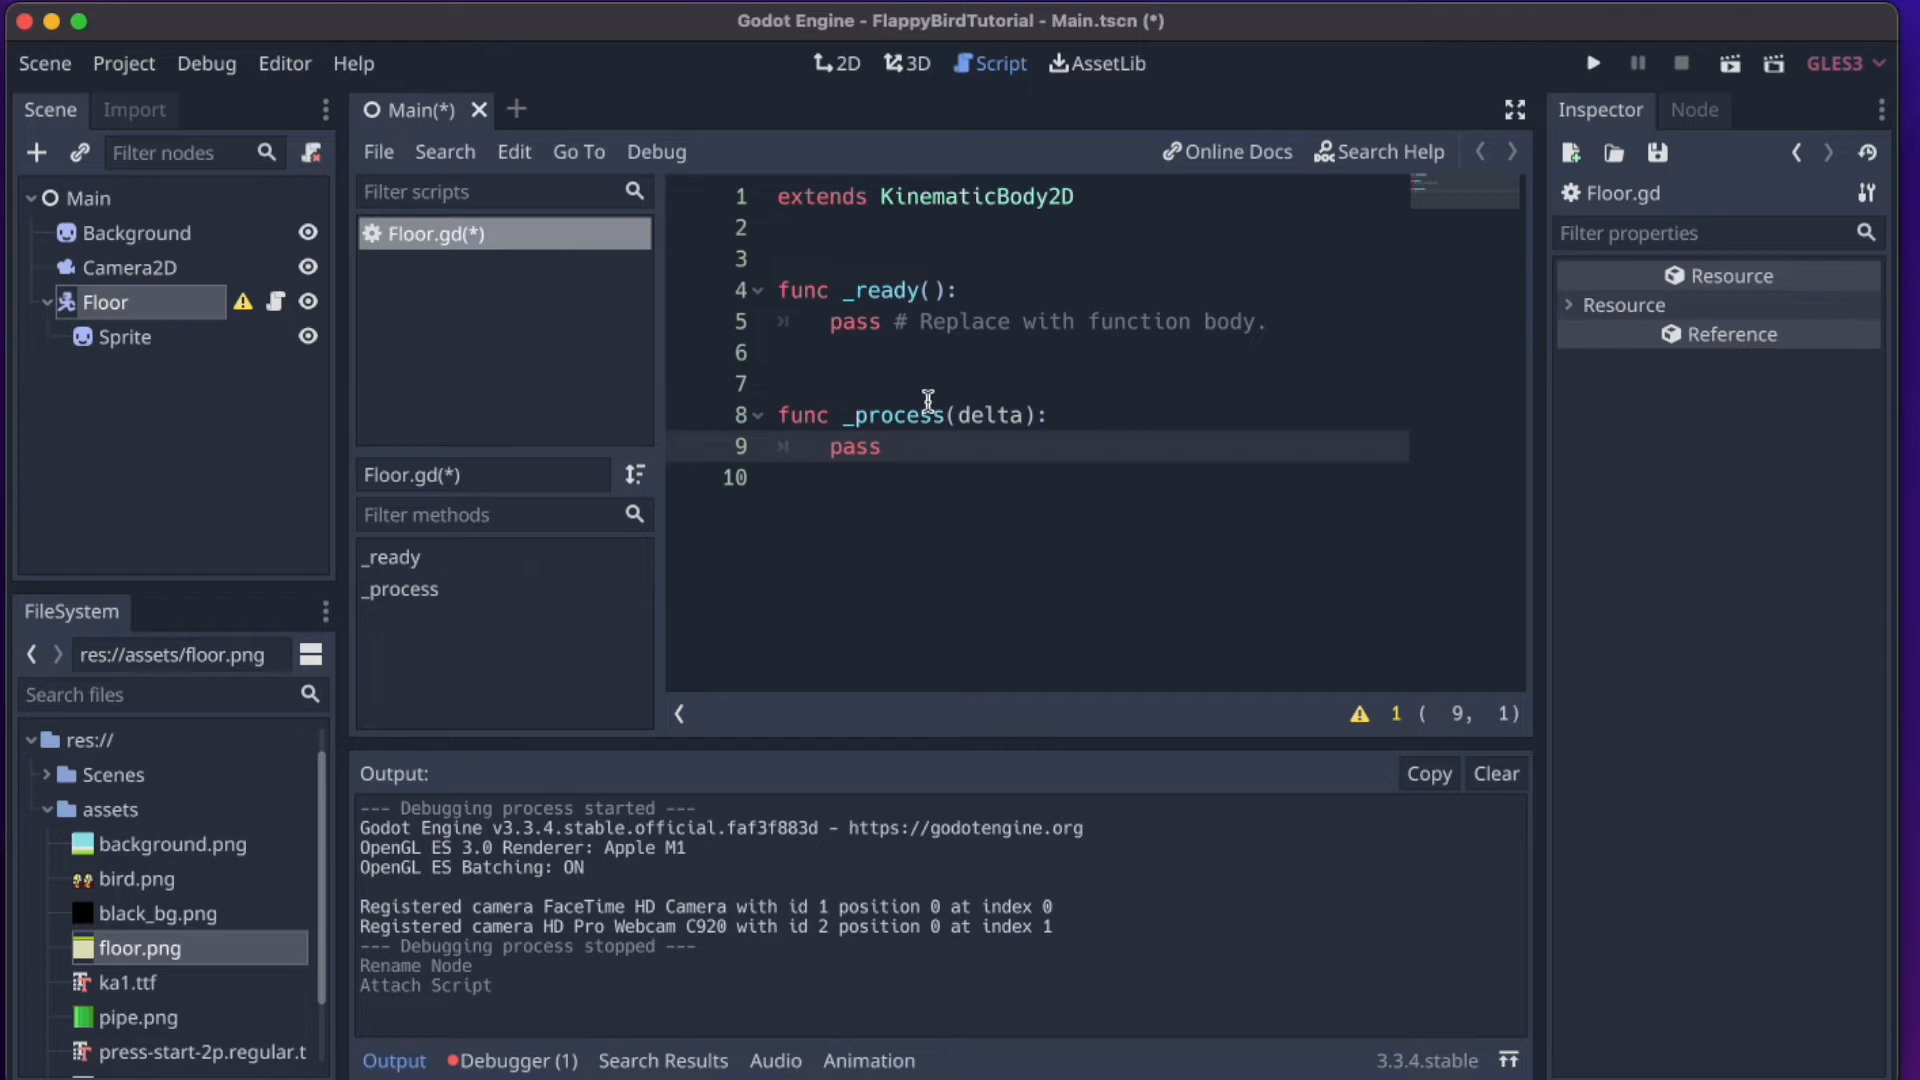 Godot Engine - FlappyBirdTutorial - Main.tscn (*)
Scene Project Debug Editor Help
2D 3D Script AssetLib
GLES3
Scene Import
Filter nodes
Main
Background
Camera2D
Floor
Sprite
FileSystem
res://assets/floor.png
Search files
res://
Scenes
assets
background.png
bird.png
black_bg.png
floor.png
ka1.ttf
pipe.png
press-start-2p.regular.t
Main(*)
File Search Edit Go To Debug
Online Docs Search Help
Filter scripts
Floor.gd(*)
Floor.gd(*)
Filter methods
_ready
_process
1 extends KinematicBody2D
2
3
4 func _ready():
5 pass # Replace with function body.
6
7
8 func _process(delta):
9 pass
10
1 ( 9, 1)
Output:
Copy Clear
--- Debugging process started ---
Godot Engine v3.3.4.stable.official.faf3f883d - https://godotengine.org
OpenGL ES 3.0 Renderer: Apple M1
OpenGL ES Batching: ON
Registered camera FaceTime HD Camera with id 1 position 0 at index 0
Registered camera HD Pro Webcam C920 with id 2 position 0 at index 1
--- Debugging process stopped ---
Rename Node
Attach Script
Output Debugger (1) Search Results Audio Animation
3.3.4.stable
Inspector Node
Floor.gd
Filter properties
Resource
Resource
Reference